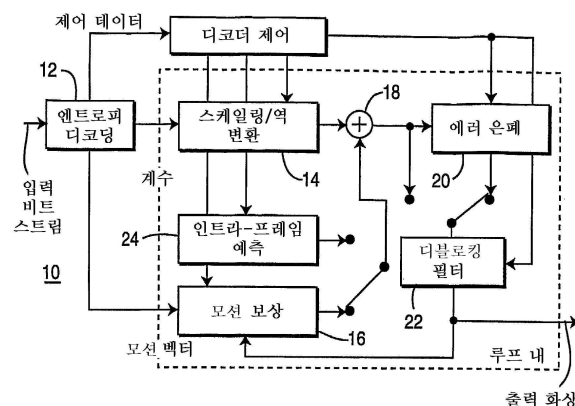 제어 데이터
디코더 제어
12
18
엔트로피
디코딩
스케일링/역
변환
에러 은폐
입력
비트
스트림
계수
14
20
24
인트라-프레임
예측
디블로킹
필터
10
모션 보상
22
모션 벡터
16
루프 내
출력 화상